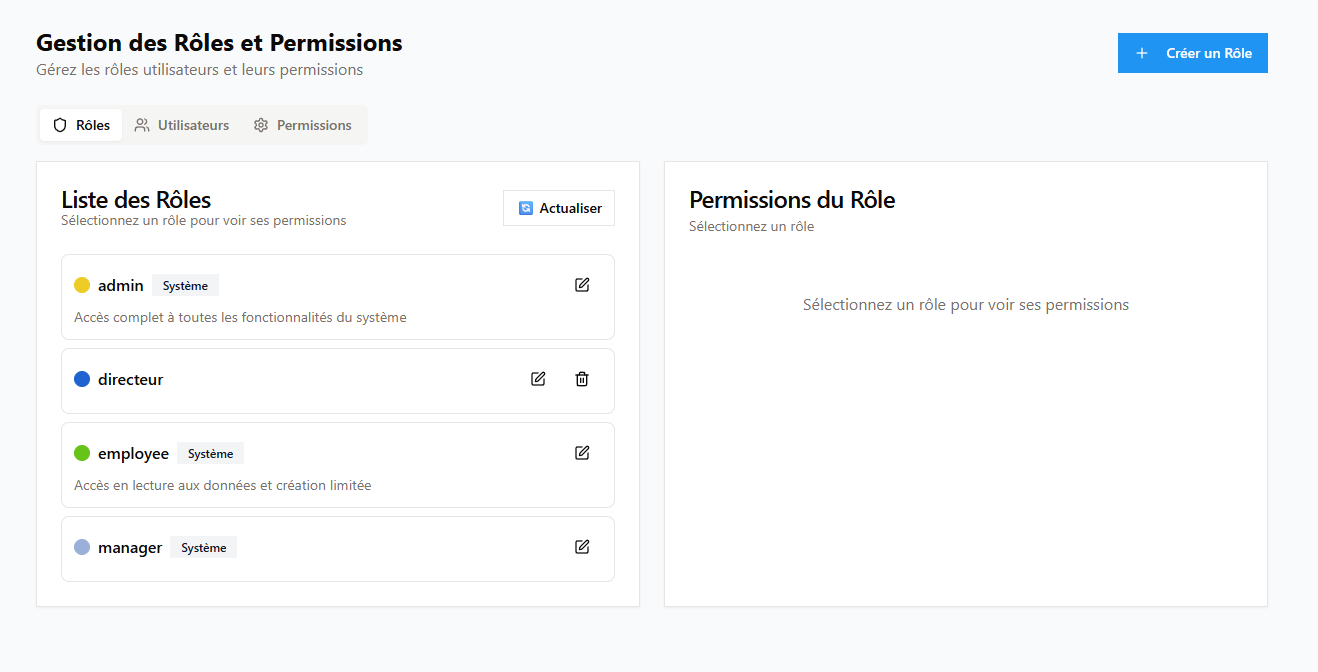 Gestion des Rôles et Permissions
Gérez les rôles utilisateurs et leurs permissions
Créer un Rôle
Rôles
Utilisateurs
Permissions
Liste des Rôles
Sélectionnez un rôle pour voir ses permissions
Actualiser
admin Système
Accès complet à toutes les fonctionnalités du système
directeur
employee Système
Accès en lecture aux données et création limitée
manager Système
Permissions du Rôle
Sélectionnez un rôle
Sélectionnez un rôle pour voir ses permissions